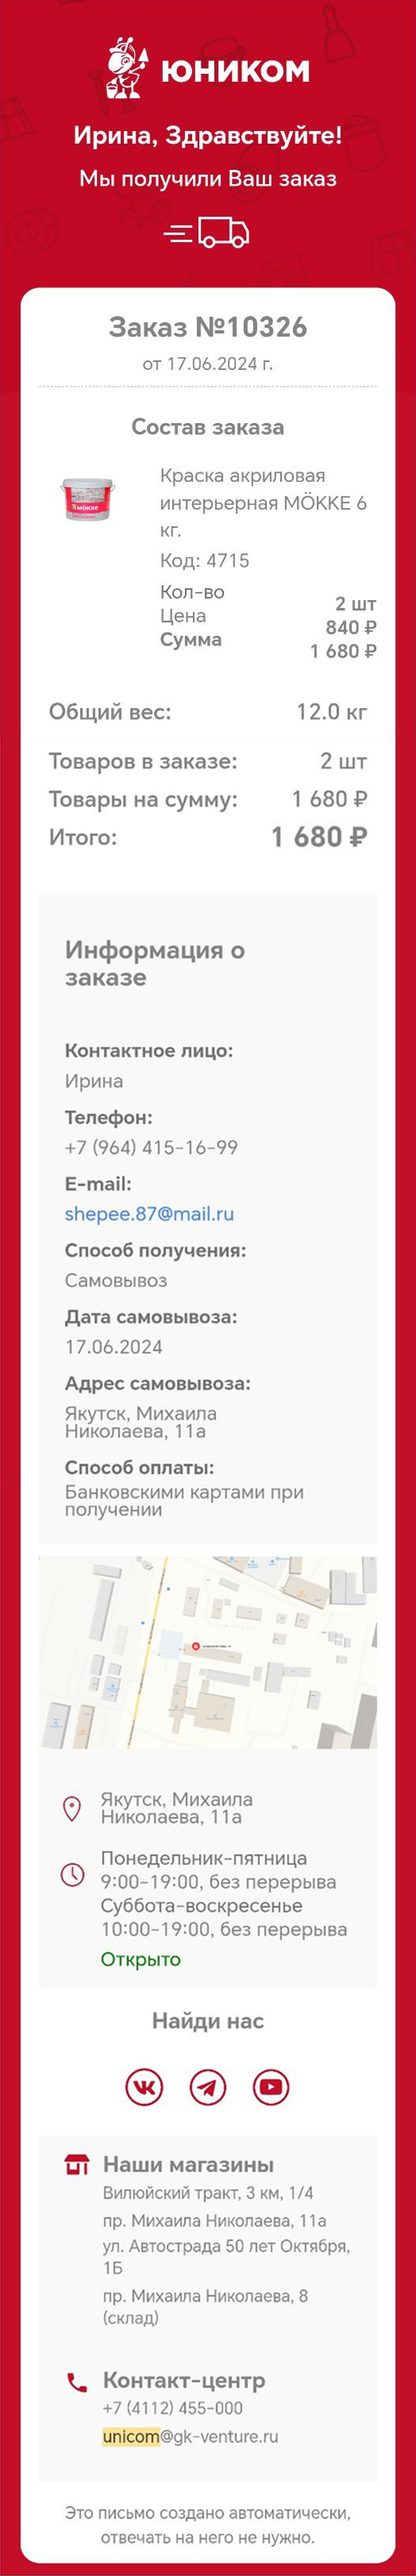 ЮНИКОМ
Ирина, Здравствуйте!
Мы получили Ваш заказ
Заказ №10326
от 17.06.2024 г.
Состав заказа
Краска акриловая
интерьерная MÖKKE 6
кг.
Код: 4715
Кол-во
2 шт
Цена
840 ₽
Сумма
1 680 ₽
MÖKKE
Общий вес: 12.0 кг
Товаров в заказе: 2 шт
Товары на сумму: 1 680 ₽
Итого: 1 680 ₽
Информация о
заказе
Контактное лицо:
Ирина
Телефон:
+7 (964) 415-16-99
E-mail:
shepee.87@mail.ru
Способ получения:
Самовывоз
Дата самовывоза:
17.06.2024
Адрес самовывоза:
Якутск, Михаила
Николаева, 11а
Способ оплаты:
Банковскими картами при
получении
Якутск, Михаила
Николаева, 11а
Понедельник-пятница
9:00-19:00, без перерыва
Суббота-воскресенье
10:00-19:00, без перерыва
Открыто
Найди нас
Наши магазины
Вилюйский тракт, 3 км, 1/4
пр. Михаила Николаева, 11а
ул. Автострада 50 лет Октября,
1Б
пр. Михаила Николаева, 8
(склад)
Контакт-центр
+7 (4112) 455-000
unicom@gk-venture.ru
Это письмо создано автоматически,
отвечать на него не нужно.